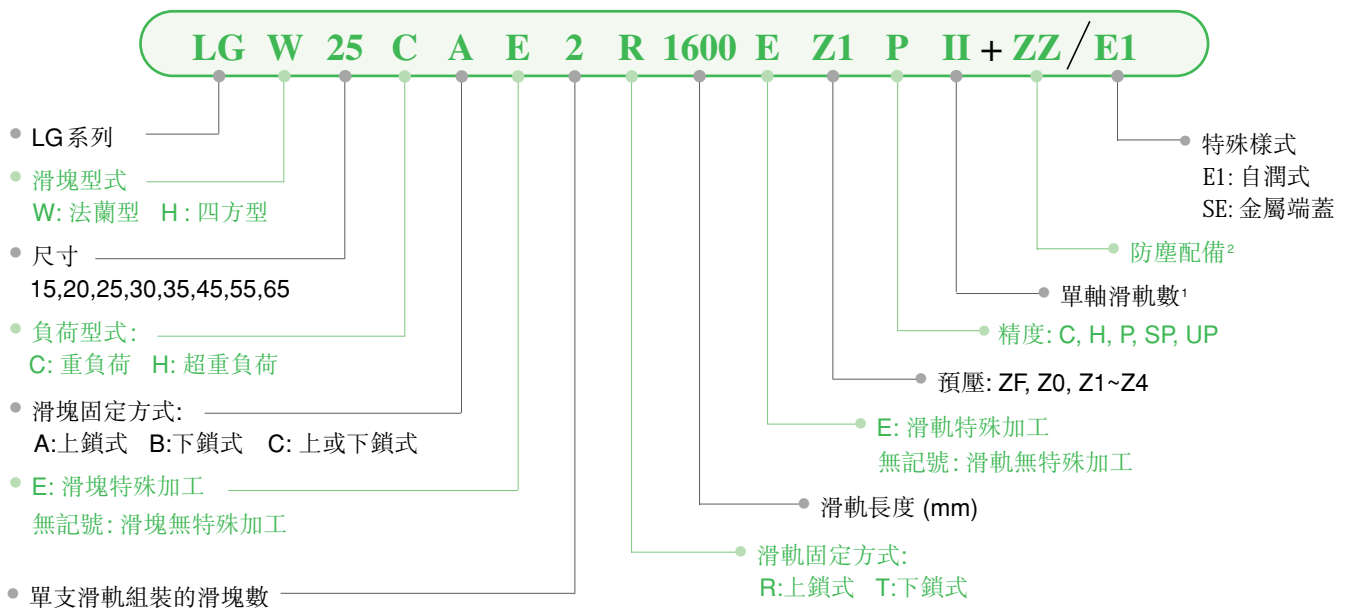 LG W 25 C A E 2 R 1600 E Z1 P II + ZZ / E1
LG系列
滑塊型式
W: 法蘭型 H : 四方型
尺寸
15,20,25,30,35,45,55,65
負荷型式:
C: 重負荷 H: 超重負荷
滑塊固定方式:
A:上鎖式 B:下鎖式 C: 上或下鎖式
E: 滑塊特殊加工
無記號: 滑塊無特殊加工
單支滑軌組裝的滑塊數
特殊樣式
E1: 自潤式
SE: 金屬端蓋
防塵配備²
單軸滑軌數¹
精度: C, H, P, SP, UP
預壓: ZF, Z0, Z1~Z4
E: 滑軌特殊加工
無記號: 滑軌無特殊加工
滑軌長度 (mm)
滑軌固定方式:
R:上鎖式 T:下鎖式